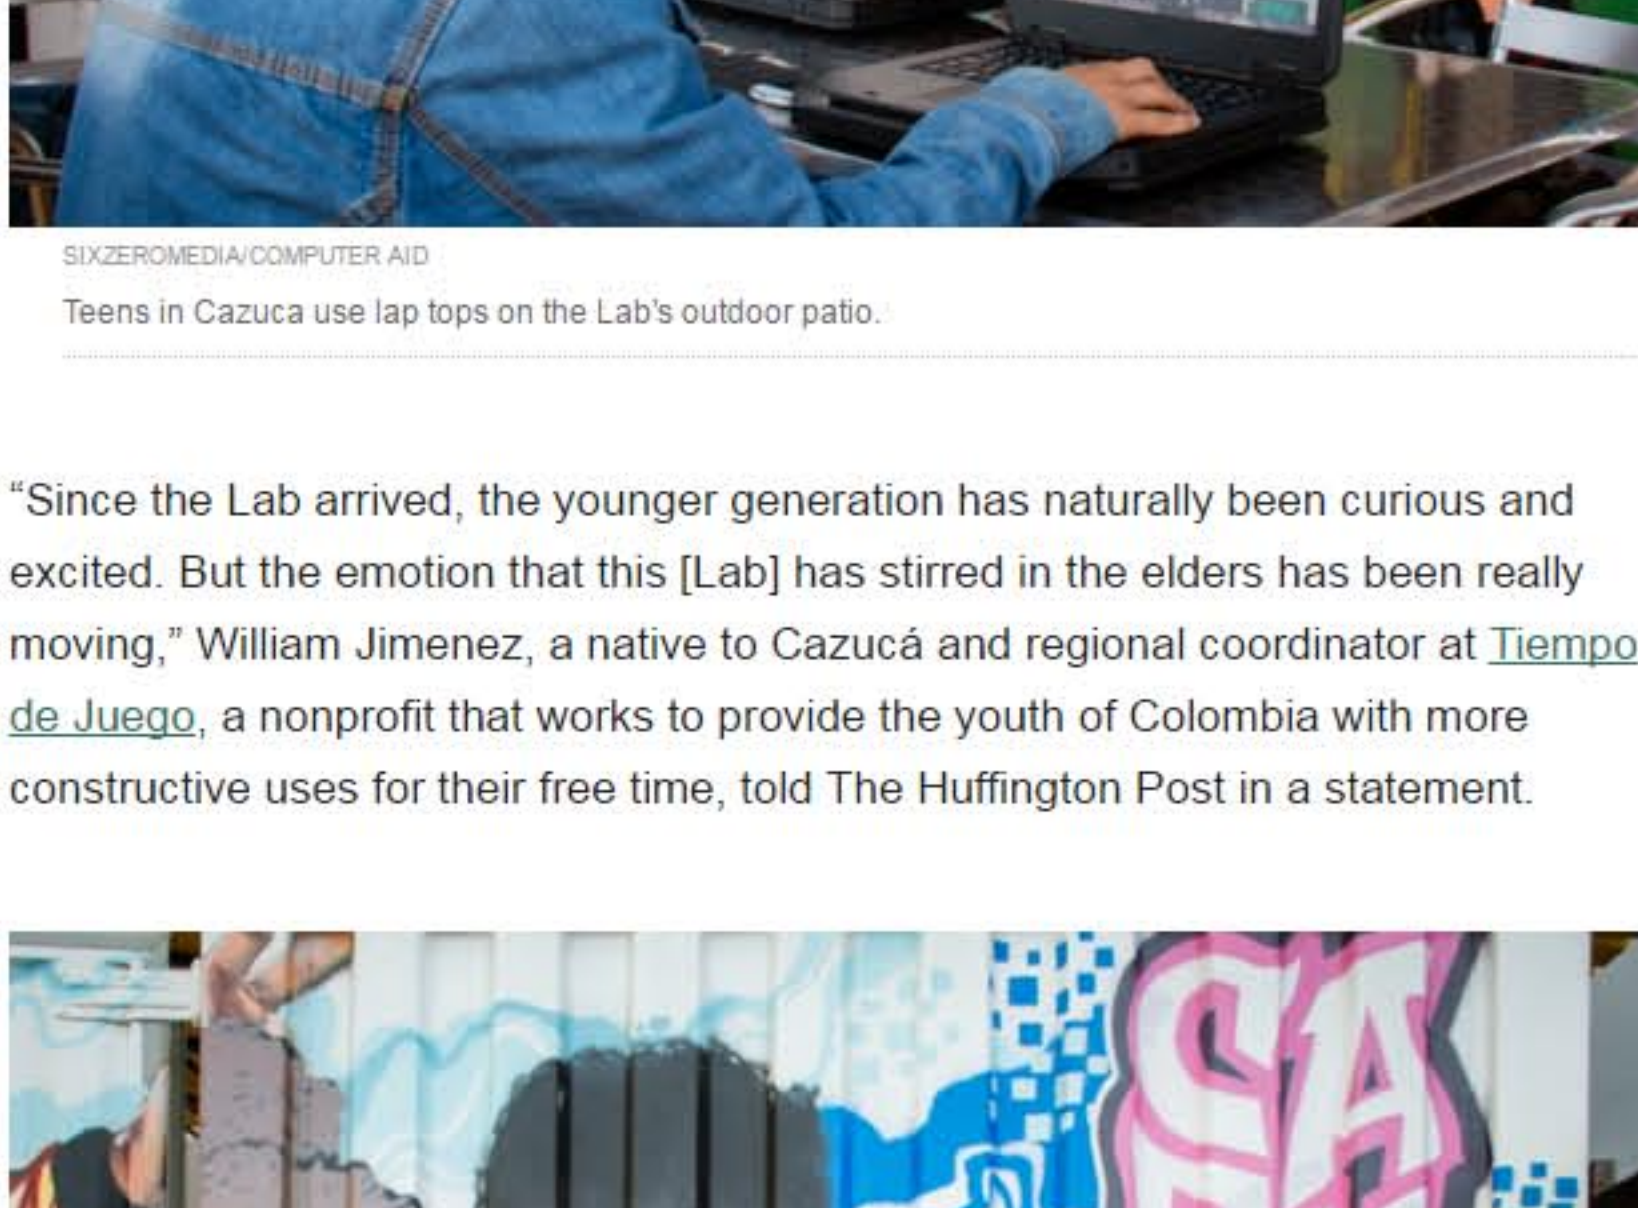 SIXZEROMEDIA/COMPUTER AID
Teens in Cazuca use lap tops on the Lab's outdoor patio.
“Since the Lab arrived, the younger generation has naturally been curious and
excited. But the emotion that this [Lab] has stirred in the elders has been really
moving,” William Jimenez, a native to Cazucá and regional coordinator at Tiempo
de Juego, a nonprofit that works to provide the youth of Colombia with more
constructive uses for their free time, told The Huffington Post in a statement.
CA